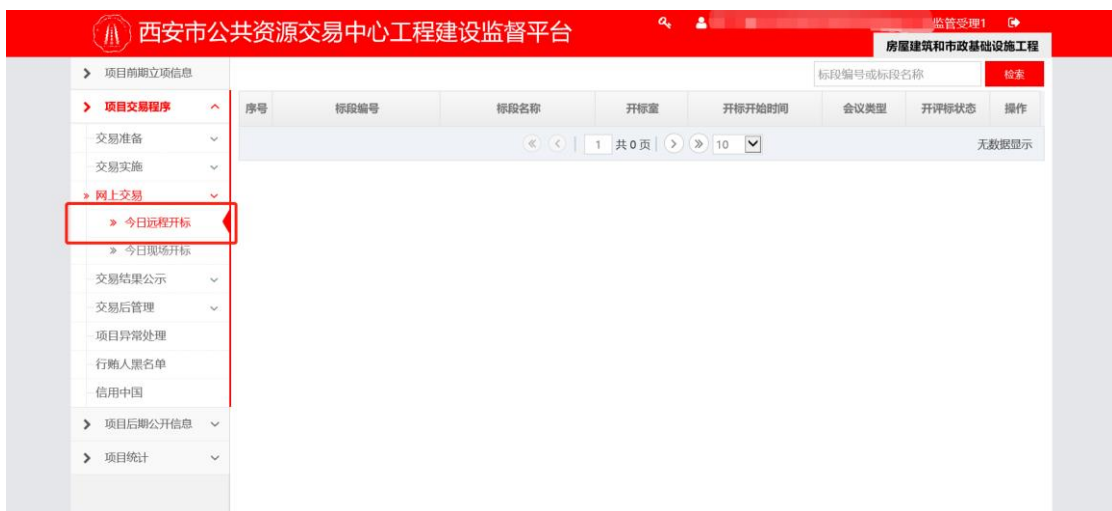 西安市公共资源交易中心工程建设监督平台
监管受理1
房屋建筑和市政基础设施工程
项目前期立项信息
标段编号或标段名称 检索
项目交易程序
序号 标段编号 标段名称 开标室 开标开始时间 会议类型 开评标状态 操作
交易准备
1 共 0 页 10 无数据显示
交易实施
网上交易
今日远程开标
今日现场开标
交易结果公示
交易后管理
项目异常处理
行贿人黑名单
信用中国
项目后期公开信息
项目统计